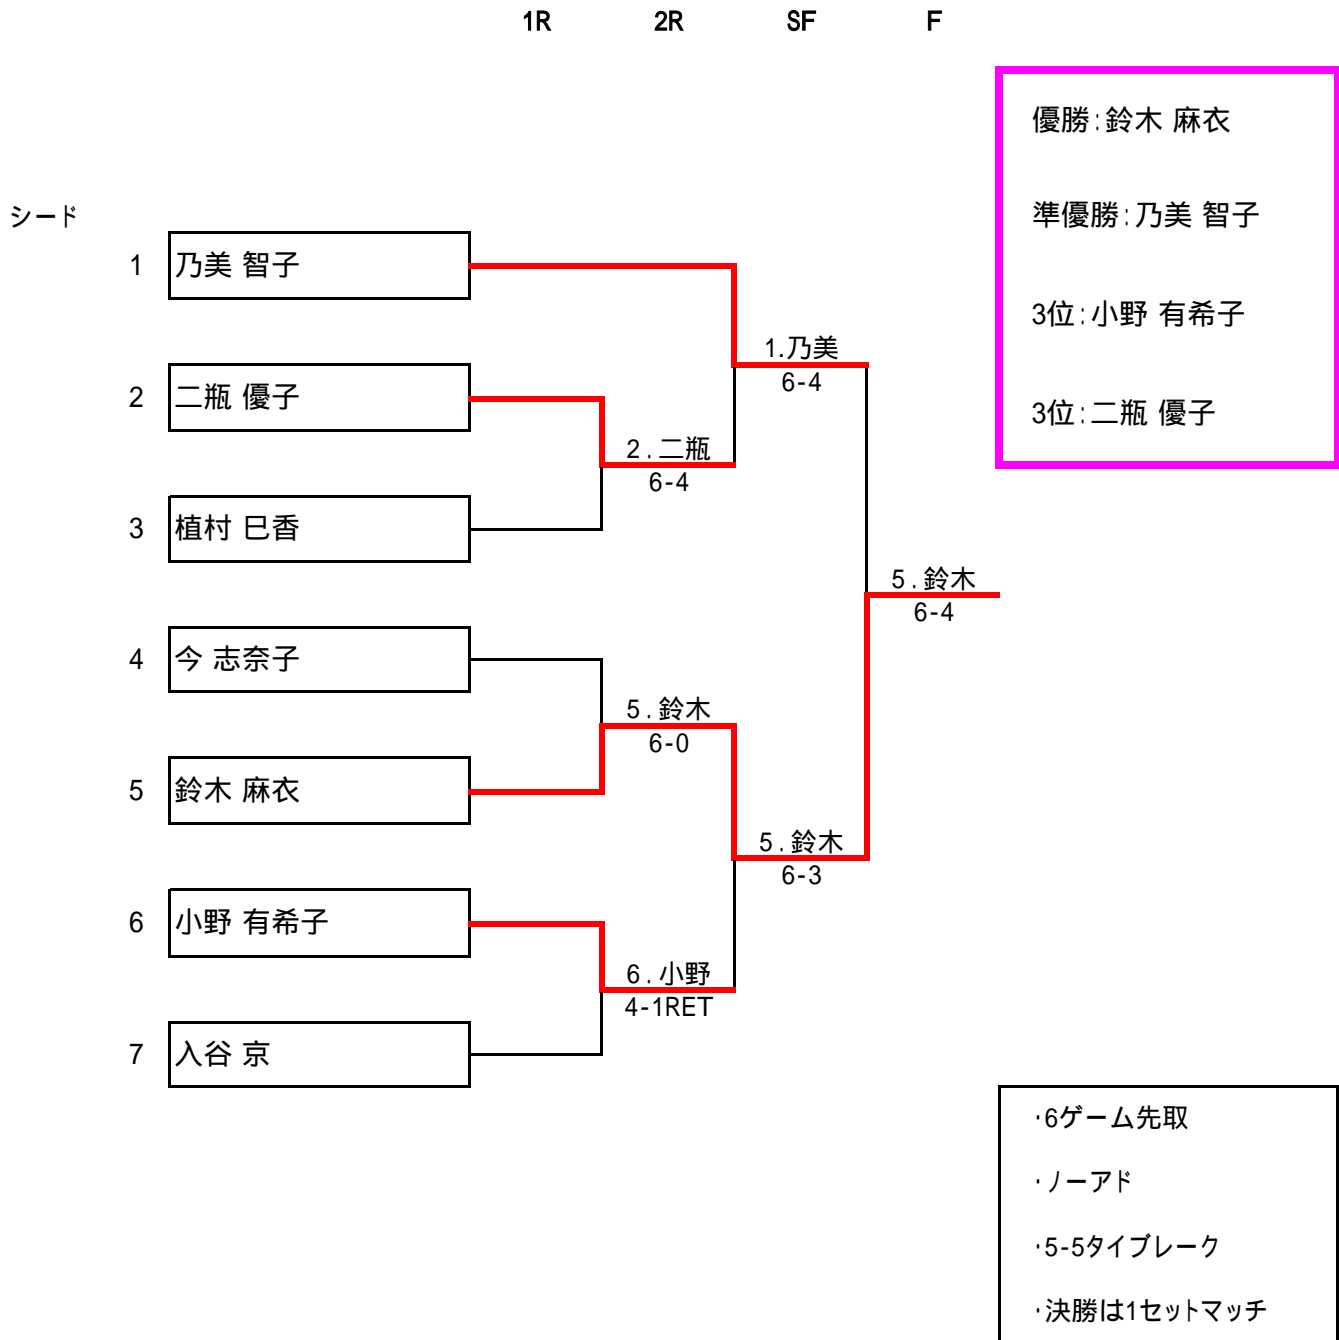 1R 2R SF F
優勝:鈴木 麻衣
準優勝:乃美 智子
3位:小野 有希子
3位:二瓶 優子
シード
1 乃美 智子
1.乃美
6-4
2 二瓶 優子
2.二瓶
6-4
3 植村 巳香
5.鈴木
6-4
4 今 志奈子
5.鈴木
6-0
5 鈴木 麻衣
5.鈴木
6-3
6 小野 有希子
6.小野
4-1RET
7 入谷 京
・6ゲーム先取
・ノーアド
・5-5タイブレーク
・決勝は1セットマッチ